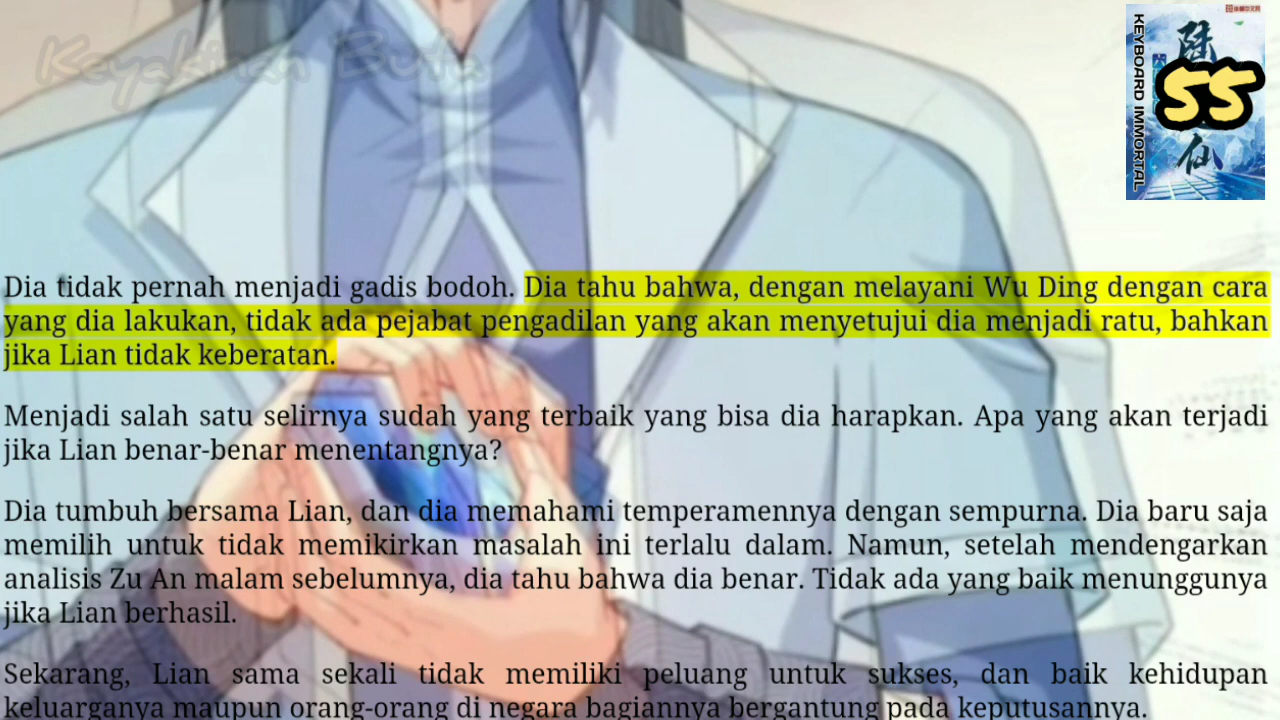 Keyakinan Butu
KEYBOARD IMMORTAL
陆
55
仙
Dia tidak pernah menjadi gadis bodoh. Dia tahu bahwa, dengan melayani Wu Ding dengan cara
yang dia lakukan, tidak ada pejabat pengadilan yang akan menyetujui dia menjadi ratu, bahkan
jika Lian tidak keberatan.
Menjadi salah satu selirnya sudah yang terbaik yang bisa dia harapkan. Apa yang akan terjadi
jika Lian benar-benar menentangnya?
Dia tumbuh bersama Lian, dan dia memahami temperamennya dengan sempurna. Dia baru saja
memilih untuk tidak memikirkan masalah ini terlalu dalam. Namun, setelah mendengarkan
analisis Zu An malam sebelumnya, dia tahu bahwa dia benar. Tidak ada yang baik menunggunya
jika Lian berhasil.
Sekarang, Lian sama sekali tidak memiliki peluang untuk sukses, dan baik kehidupan
keluarganya maupun orang-orang di negara bagiannya bergantung pada keputusannya.